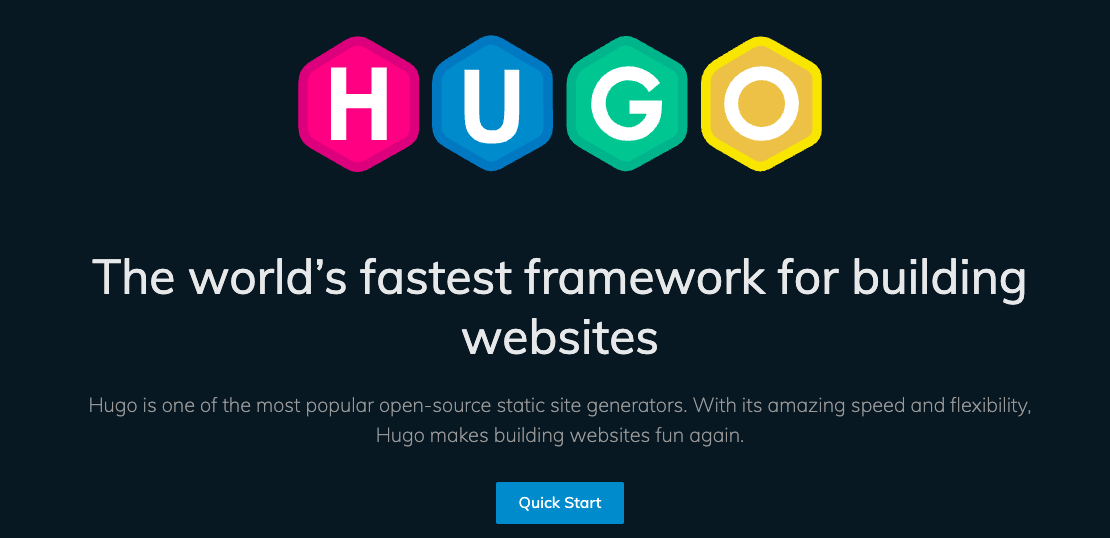 HUGO
The world’s fastest framework for building
websites
Hugo is one of the most popular open-source static site generators. With its amazing speed and flexibility,
Hugo makes building websites fun again.
Quick Start